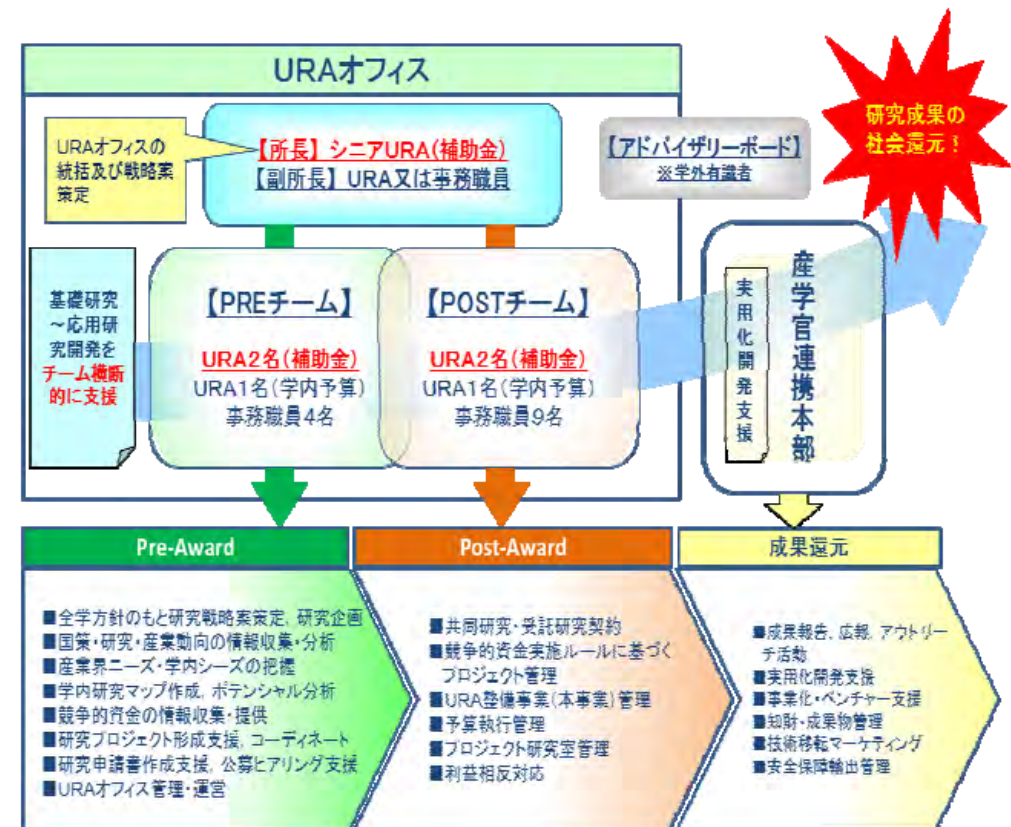 URAオフィス
研究成果の
社会還元！
URAオフィスの
統括及び戦略案
策定
【所長】シニアURA(補助金)
【副所長】URA又は事務職員
【アドバイザリーボード】
※学外有識者
基礎研究
～応用研
究開発を
チーム横断
的に支援
【PREチーム】
URA2名(補助金)
URA1名(学内予算)
事務職員4名
【POSTチーム】
URA2名(補助金)
URA1名(学内予算)
事務職員9名
実用化開発支援
産学官連携本部
Pre-Award
■全学方針のもと研究戦略案策定, 研究企画
■国策・研究・産業動向の情報収集・分析
■産業界ニーズ・学内シーズの把握
■学内研究マップ作成, ポテンシャル分析
■競争的資金の情報収集・提供
■研究プロジェクト形成支援, コーディネート
■研究申請書作成支援, 公募ヒアリング支援
■URAオフィス管理・運営
Post-Award
■共同研究・受託研究契約
■競争的資金実施ルールに基づく
プロジェクト管理
■URA整備事業(本事業)管理
■予算執行管理
■プロジェクト研究室管理
■利益相反対応
成果還元
■成果報告, 広報, アウトリー
チ活動
■実用化開発支援
■事業化・ベンチャー支援
■知財・成果物管理
■技術移転マーケティング
■安全保障輸出管理